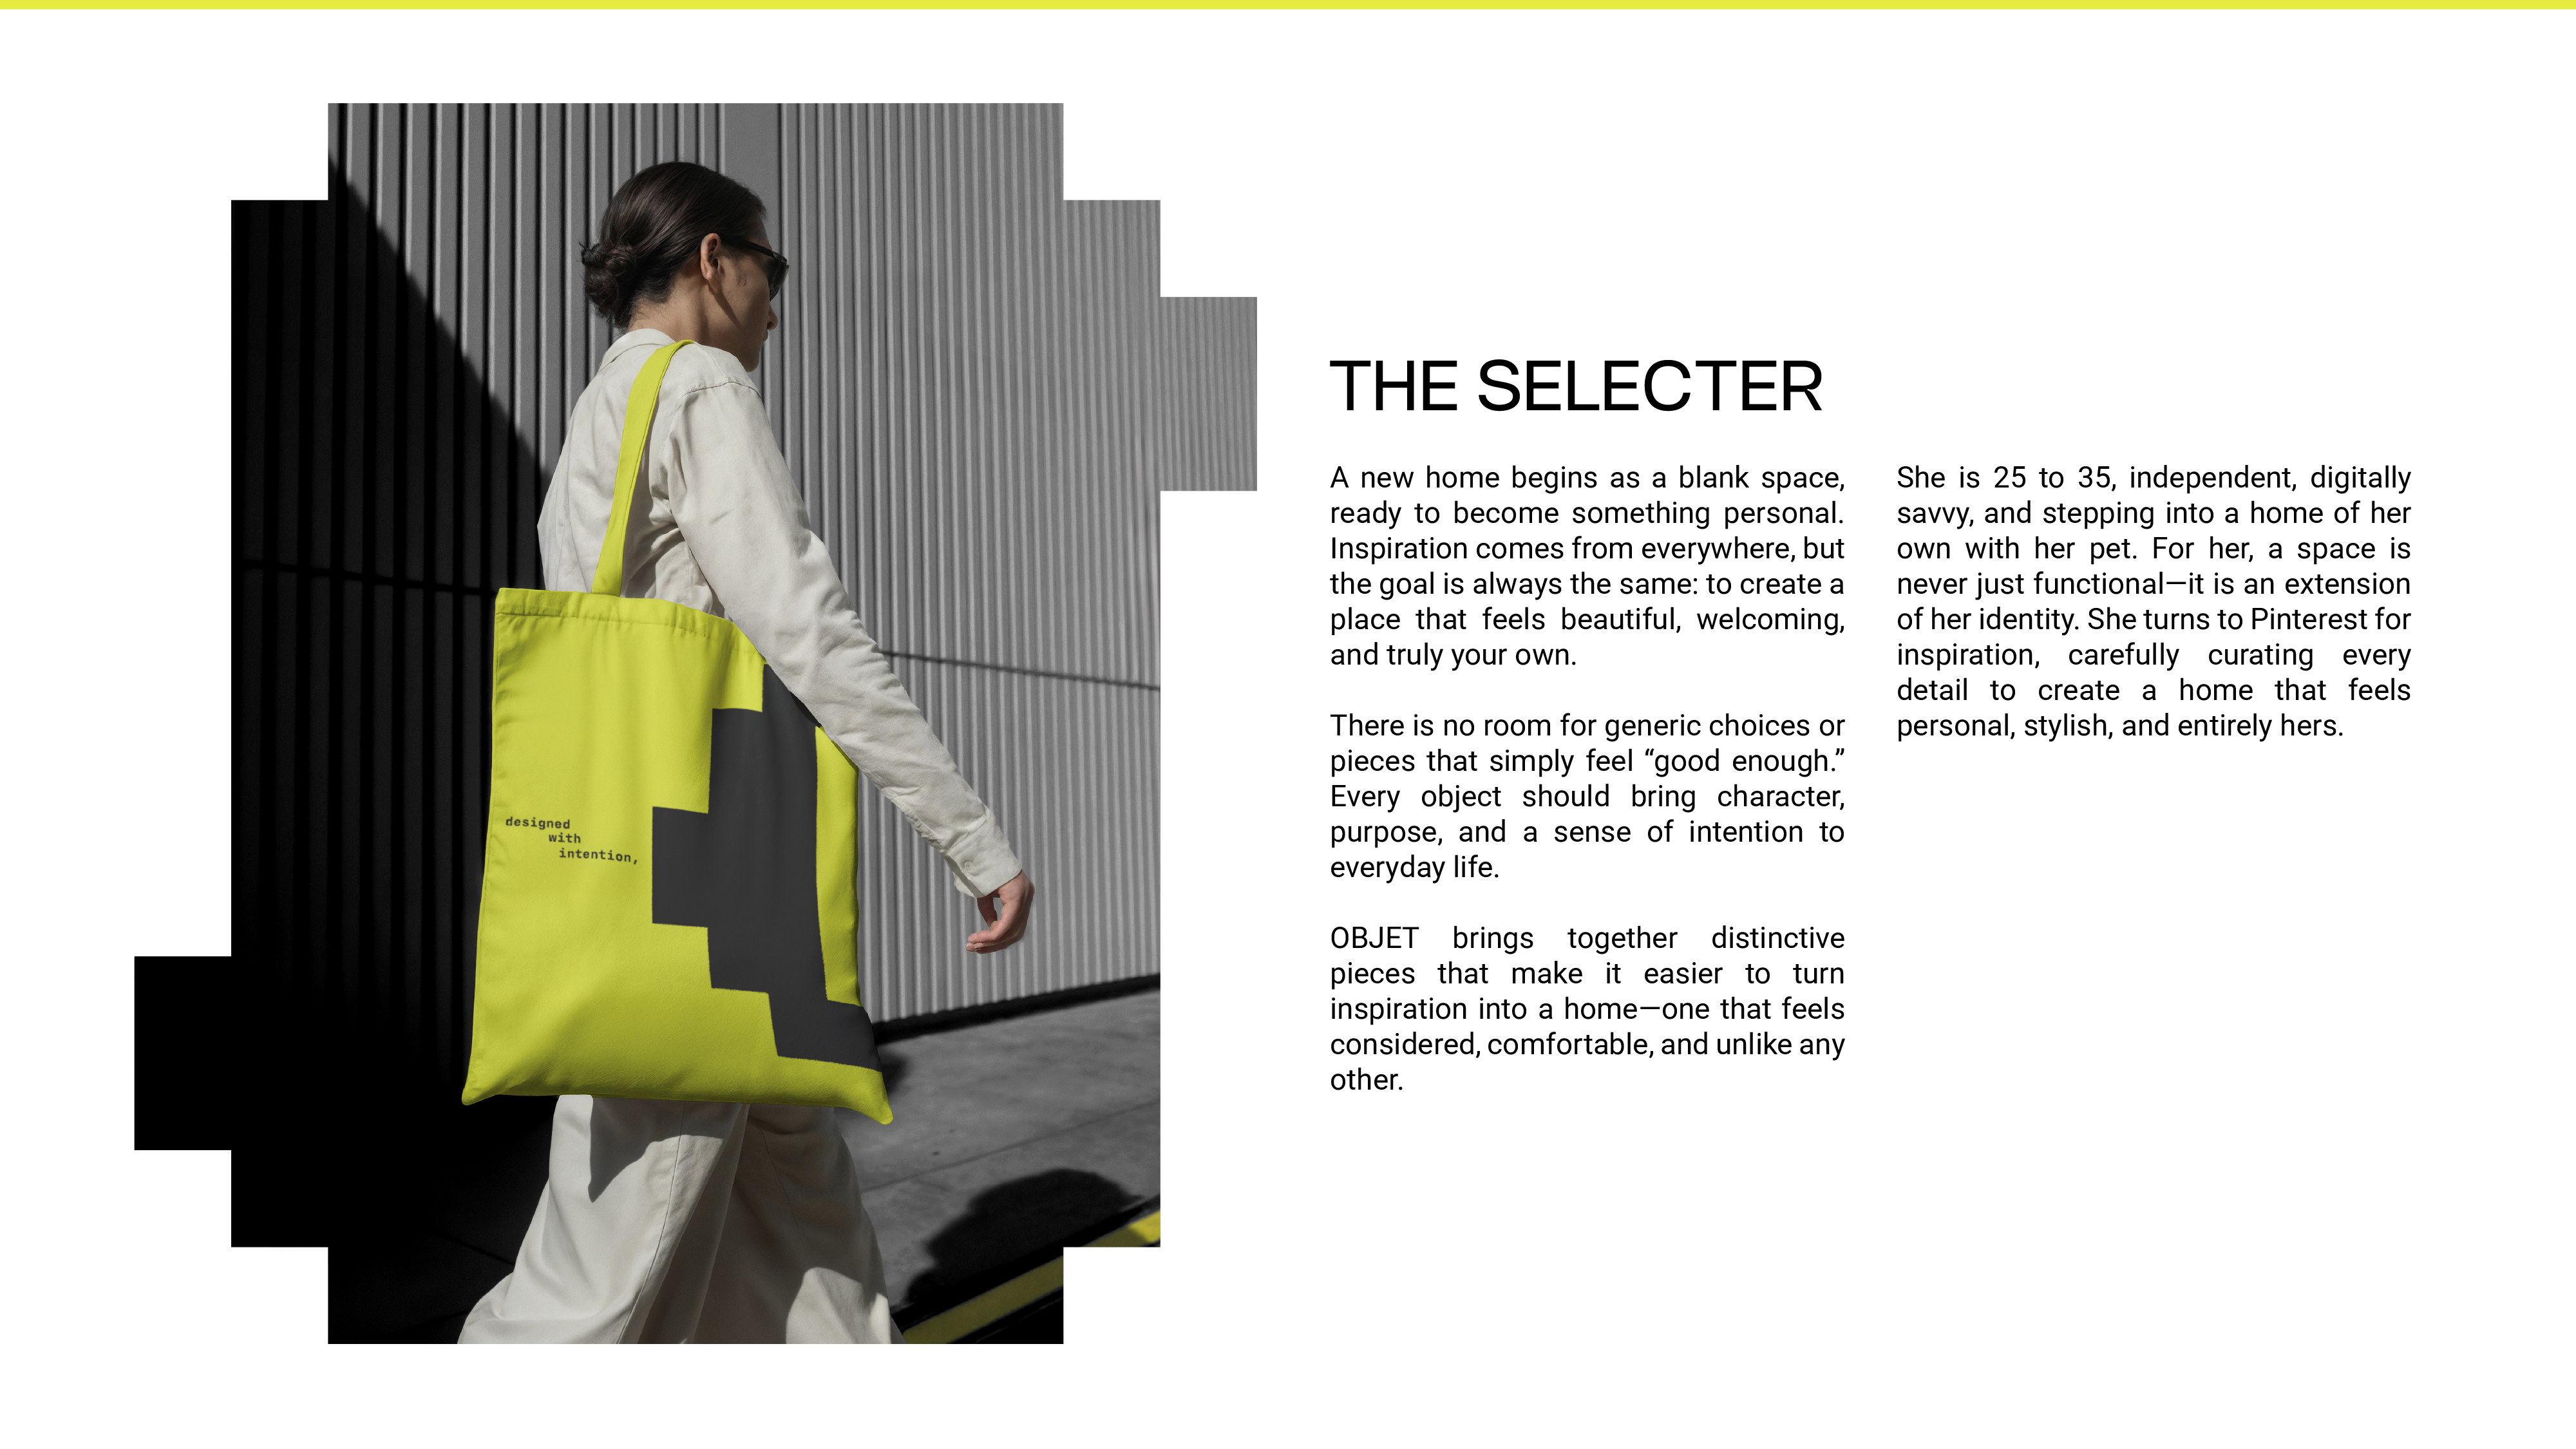 THE SELECTER
A new home begins as a blank space,
ready to become something personal.
Inspiration comes from everywhere, but
the goal is always the same: to create a
place that feels beautiful, welcoming,
and truly your own.
There is no room for generic choices or
pieces that simply feel “good enough.”
Every object should bring character,
purpose, and a sense of intention to
everyday life.
OBJET brings together distinctive
pieces that make it easier to turn
inspiration into a home—one that feels
considered, comfortable, and unlike any
other.
She is 25 to 35, independent, digitally
savvy, and stepping into a home of her
own with her pet. For her, a space is
never just functional—it is an extension
of her identity. She turns to Pinterest for
inspiration, carefully curating every
detail to create a home that feels
personal, stylish, and entirely hers.
designed
with
intention,